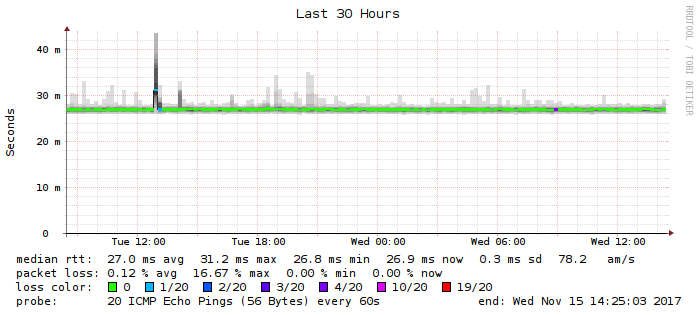 Last 30 Hours
RRDTOOL / TOBI OETIKER
Seconds
40 m
30 m
20 m
10 m
0
Tue 12:00 Tue 18:00 Wed 00:00 Wed 06:00 Wed 12:00
median rtt: 27.0 ms avg 31.2 ms max 26.8 ms min 26.9 ms now 0.3 ms sd 78.2 am/s
packet loss: 0.12 % avg 16.67 % max 0.00 % min 0.00 % now
loss color: 0 1/20 2/20 3/20 4/20 10/20 19/20
probe: 20 ICMP Echo Pings (56 Bytes) every 60s end: Wed Nov 15 14:25:03 2017